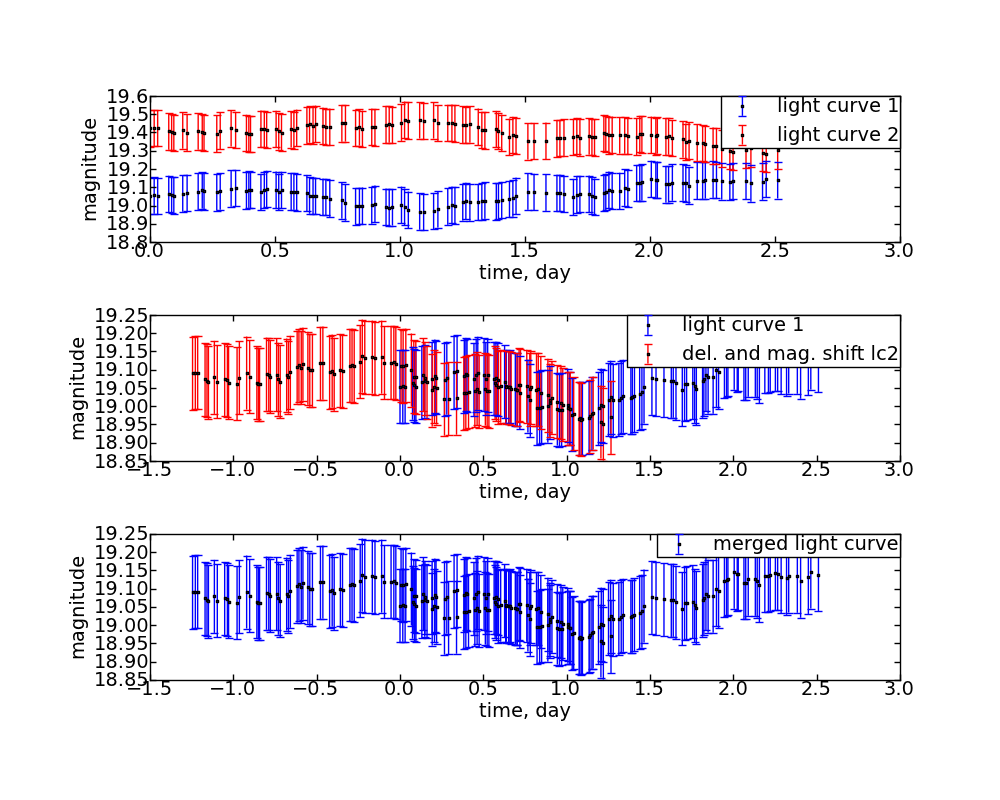 19.6
19.5
19.4
19.3
19.2
19.1
19.0
18.9
18.8
magnitude
light curve 1
light curve 2
0.0 0.5 1.0 1.5 2.0 2.5 3.0
time, day
19.25
19.20
19.15
19.10
19.05
19.00
18.95
18.90
18.85
magnitude
light curve 1
del. and mag. shift lc2
−1.5 −1.0 −0.5 0.0 0.5 1.0 1.5 2.0 2.5 3.0
time, day
19.25
19.20
19.15
19.10
19.05
19.00
18.95
18.90
18.85
magnitude
merged light curve
−1.5 −1.0 −0.5 0.0 0.5 1.0 1.5 2.0 2.5 3.0
time, day